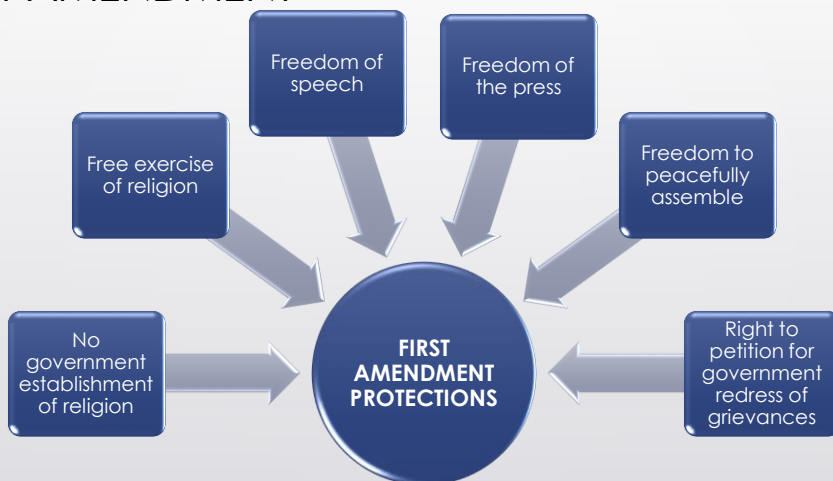 AMENDMENT
Freedom of
speech
Freedom of
the press
Free exercise
of religion
Freedom to
peacefully
assemble
No
government
establishment
of religion
FIRST
AMENDMENT
PROTECTIONS
Right to
petition for
government
redress of
grievances